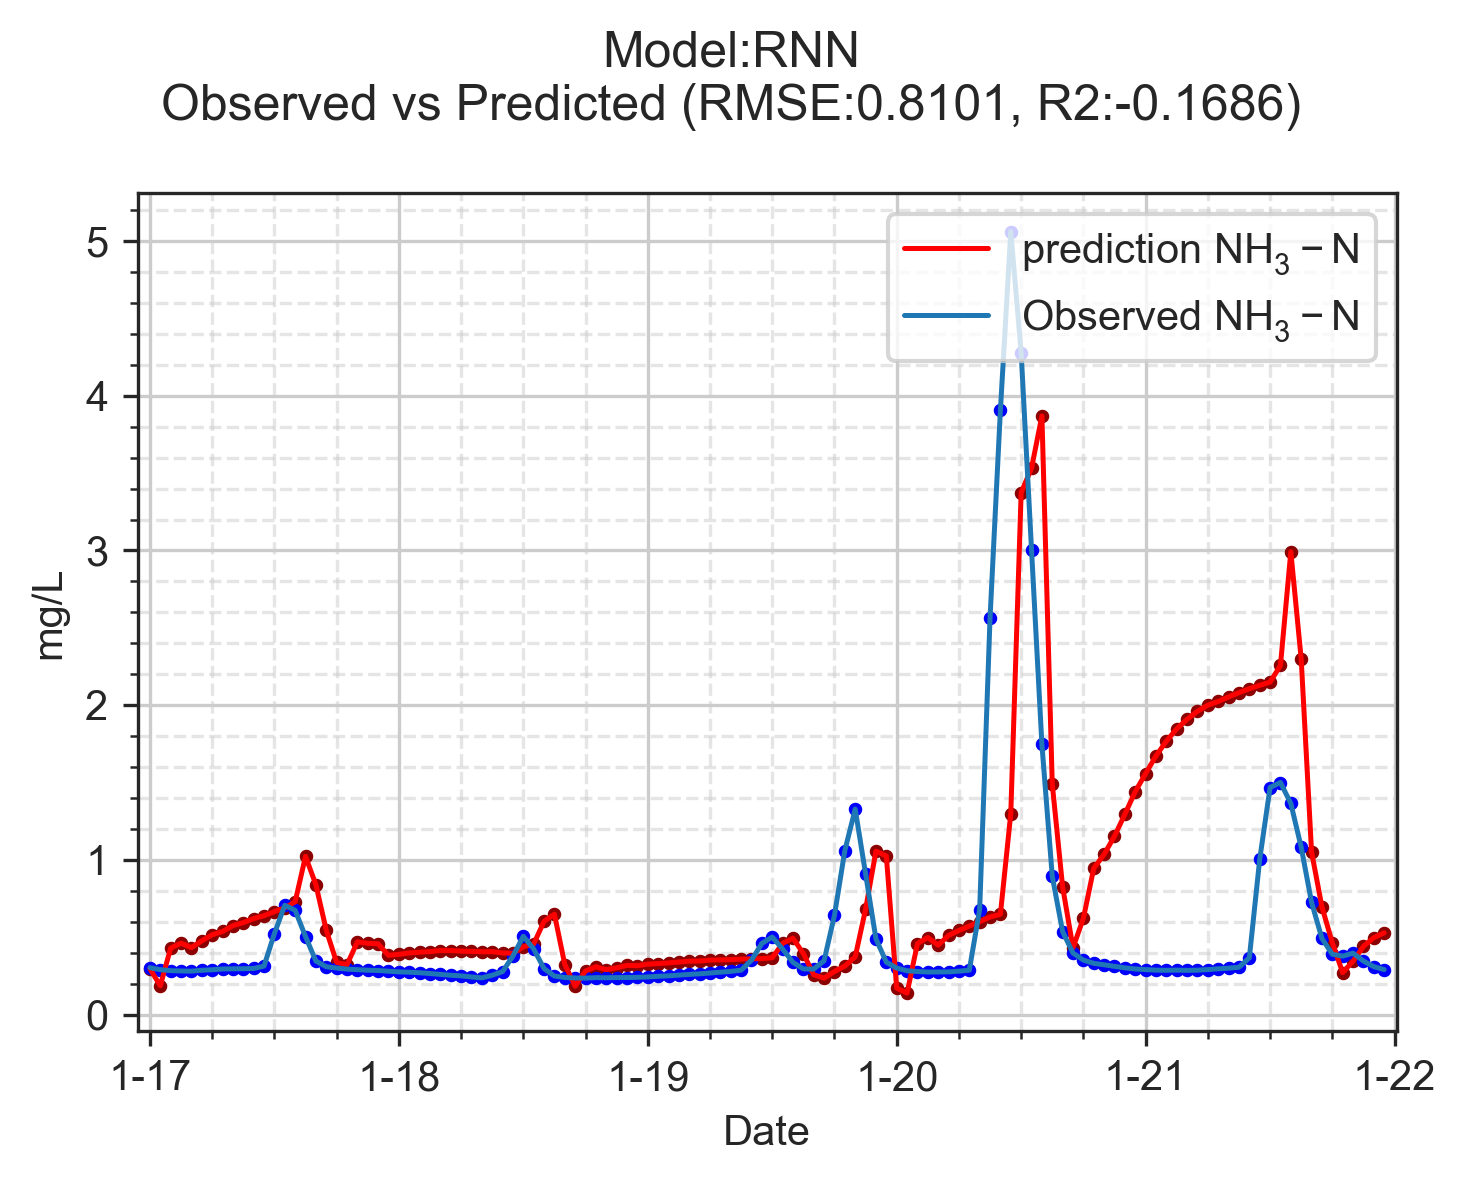 Model:RNN
Observed vs Predicted (RMSE:0.8101, R2:-0.1686)
prediction NH₃−N
Observed NH₃−N
5
4
3
2
1
0
mg/L
1-17 1-18 1-19 1-20 1-21 1-22
Date